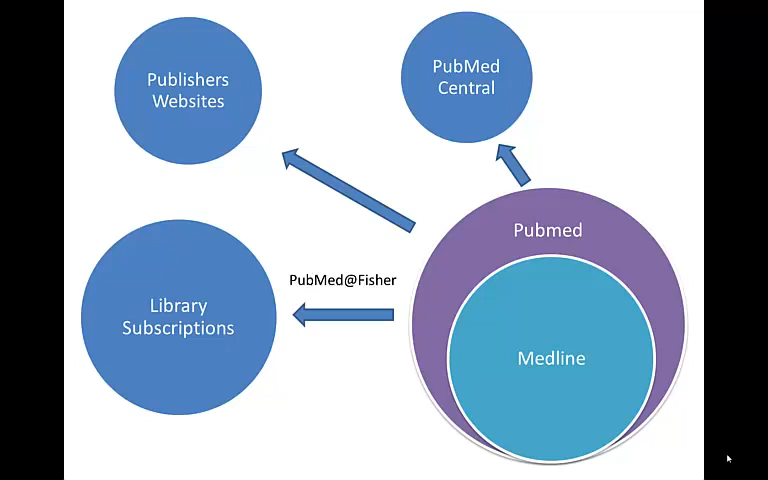 Publishers
Websites
PubMed
Central
Pubmed
PubMed@Fisher
Library
Subscriptions
Medline